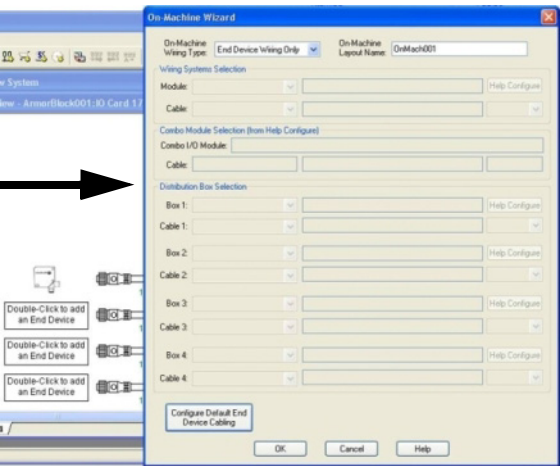 On-Machine Wizard
On-Machine
Wiring Type:
End Device Wiring Only
On-Machine
Layout Name:
OnMach001
Wiring Systems Selection
Module:
Help Configure
Cable:
Combo Module Selection (from Help Configure)
Combo I/O Module:
Cable:
Distribution Box Selection
Box 1:
Help Configure
Cable 1:
Box 2:
Help Configure
Cable 2:
Box 3:
Help Configure
Cable 3:
Box 4:
Help Configure
Cable 4:
Configure Default End
Device Cabling
OK
Cancel
Help
System
ArmorBlock001:IO Card 17
Double-Click to add
an End Device
Double-Click to add
an End Device
Double-Click to add
an End Device